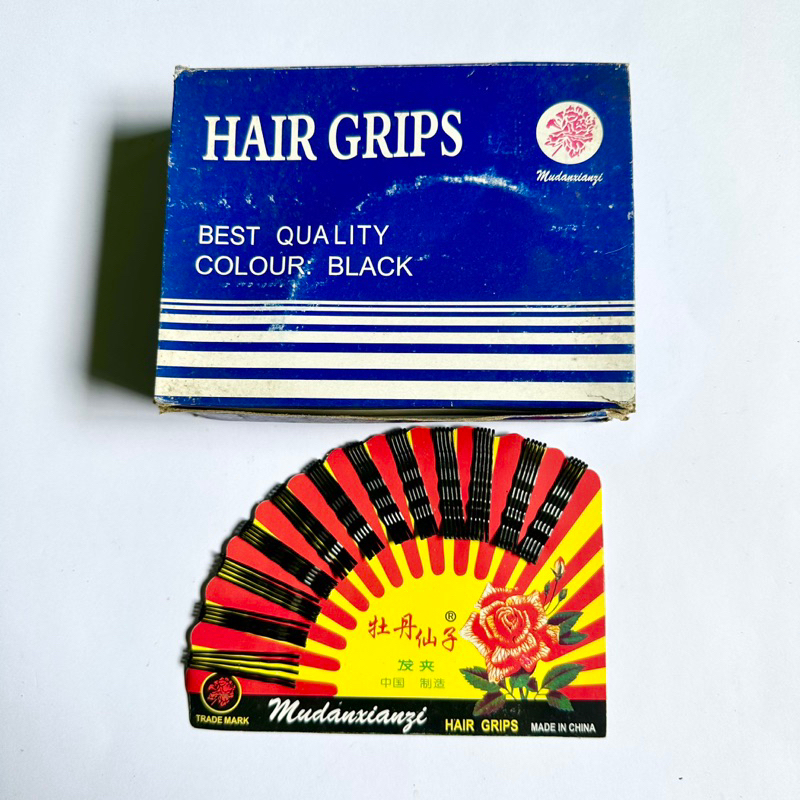 HAIR GRIPS
Mudanxianzi
BEST QUALITY
COLOUR: BLACK
牡丹仙子®
发夹
中国 制造
TRADE MARK
Mudanxianzi
HAIR GRIPS
MADE IN CHINA